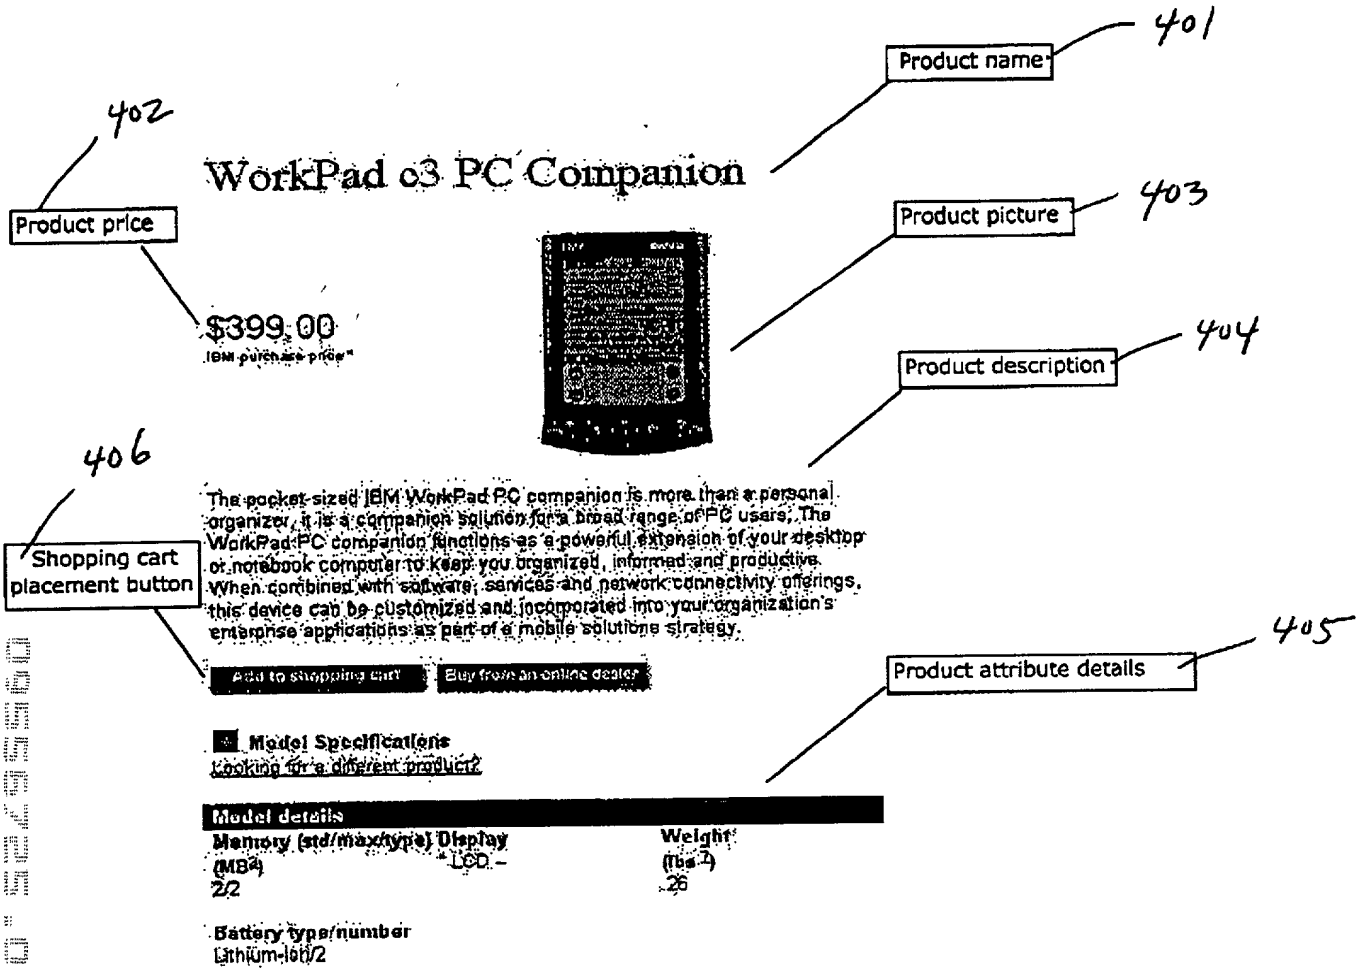 401
Product name
402
WorkPad c3 PC Companion
Product price
Product picture
403
$399.00
IBM purchase price*
404
Product description
406
The pocket-sized IBM WorkPad PC companion is more than a personal
organizer, it is a companion solution for a broad range of PC users. The
WorkPad PC companion functions as a powerful extension of your desktop
or notebook computer to keep you organized, informed and productive.
When combined with software, services and network connectivity offerings,
this device can be customized and incorporated into your organization's
enterprise applications as part of a mobile solutions strategy.
Shopping cart
placement button
405
Product attribute details
Add to shopping cart
Buy from an online dealer
Model Specifications
Looking for a different product?
Model details
Memory (std/max/type) Display Weight
(MB²) LCD – (lbs
2/2 .26
Battery type/number
Lithium-Ion/2